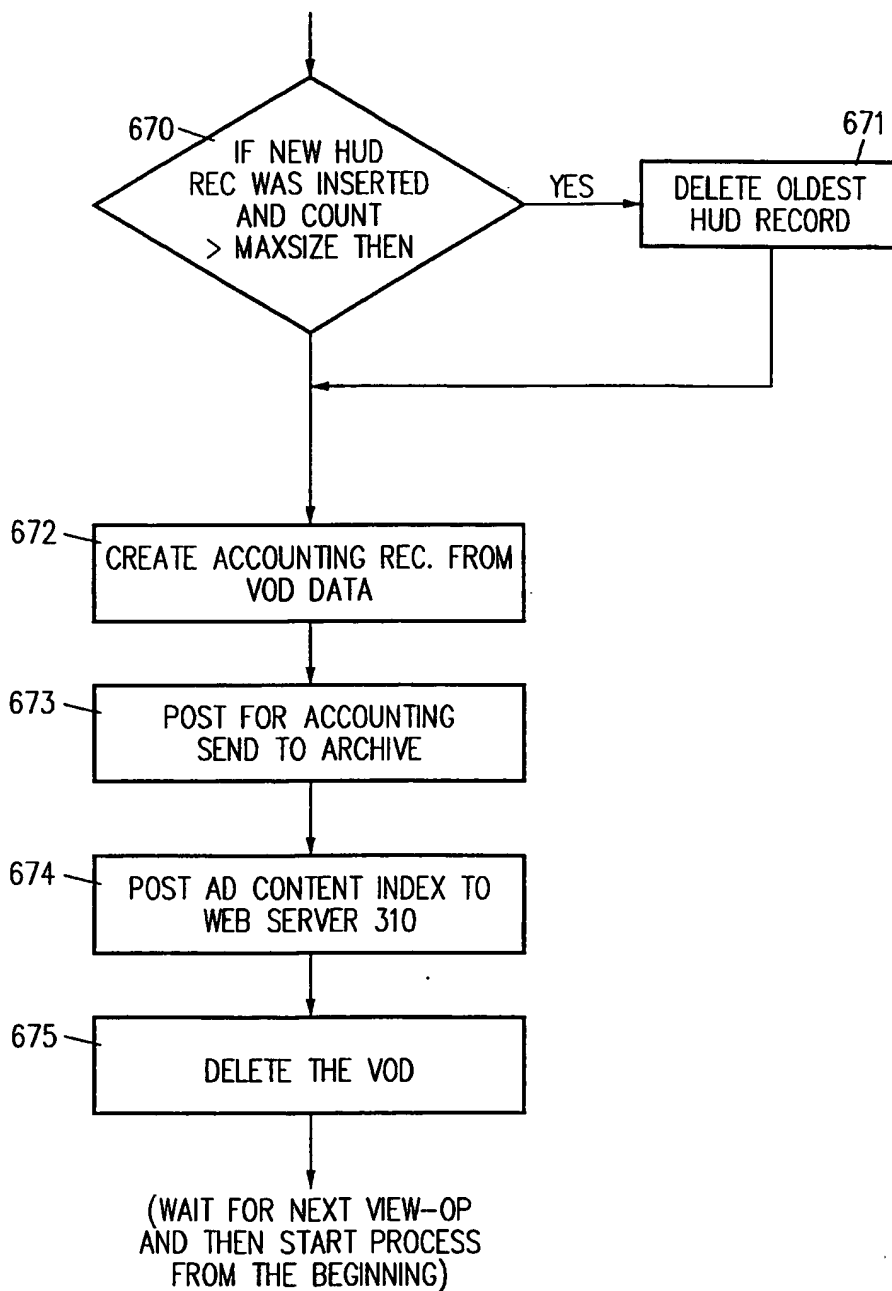 670
IF NEW HUD
REC WAS INSERTED
AND COUNT
> MAXSIZE THEN
YES
671
DELETE OLDEST
HUD RECORD
672
CREATE ACCOUNTING REC. FROM
VOD DATA
673
POST FOR ACCOUNTING
SEND TO ARCHIVE
674
POST AD CONTENT INDEX TO
WEB SERVER 310
675
DELETE THE VOD
(WAIT FOR NEXT VIEW-OP
AND THEN START PROCESS
FROM THE BEGINNING)